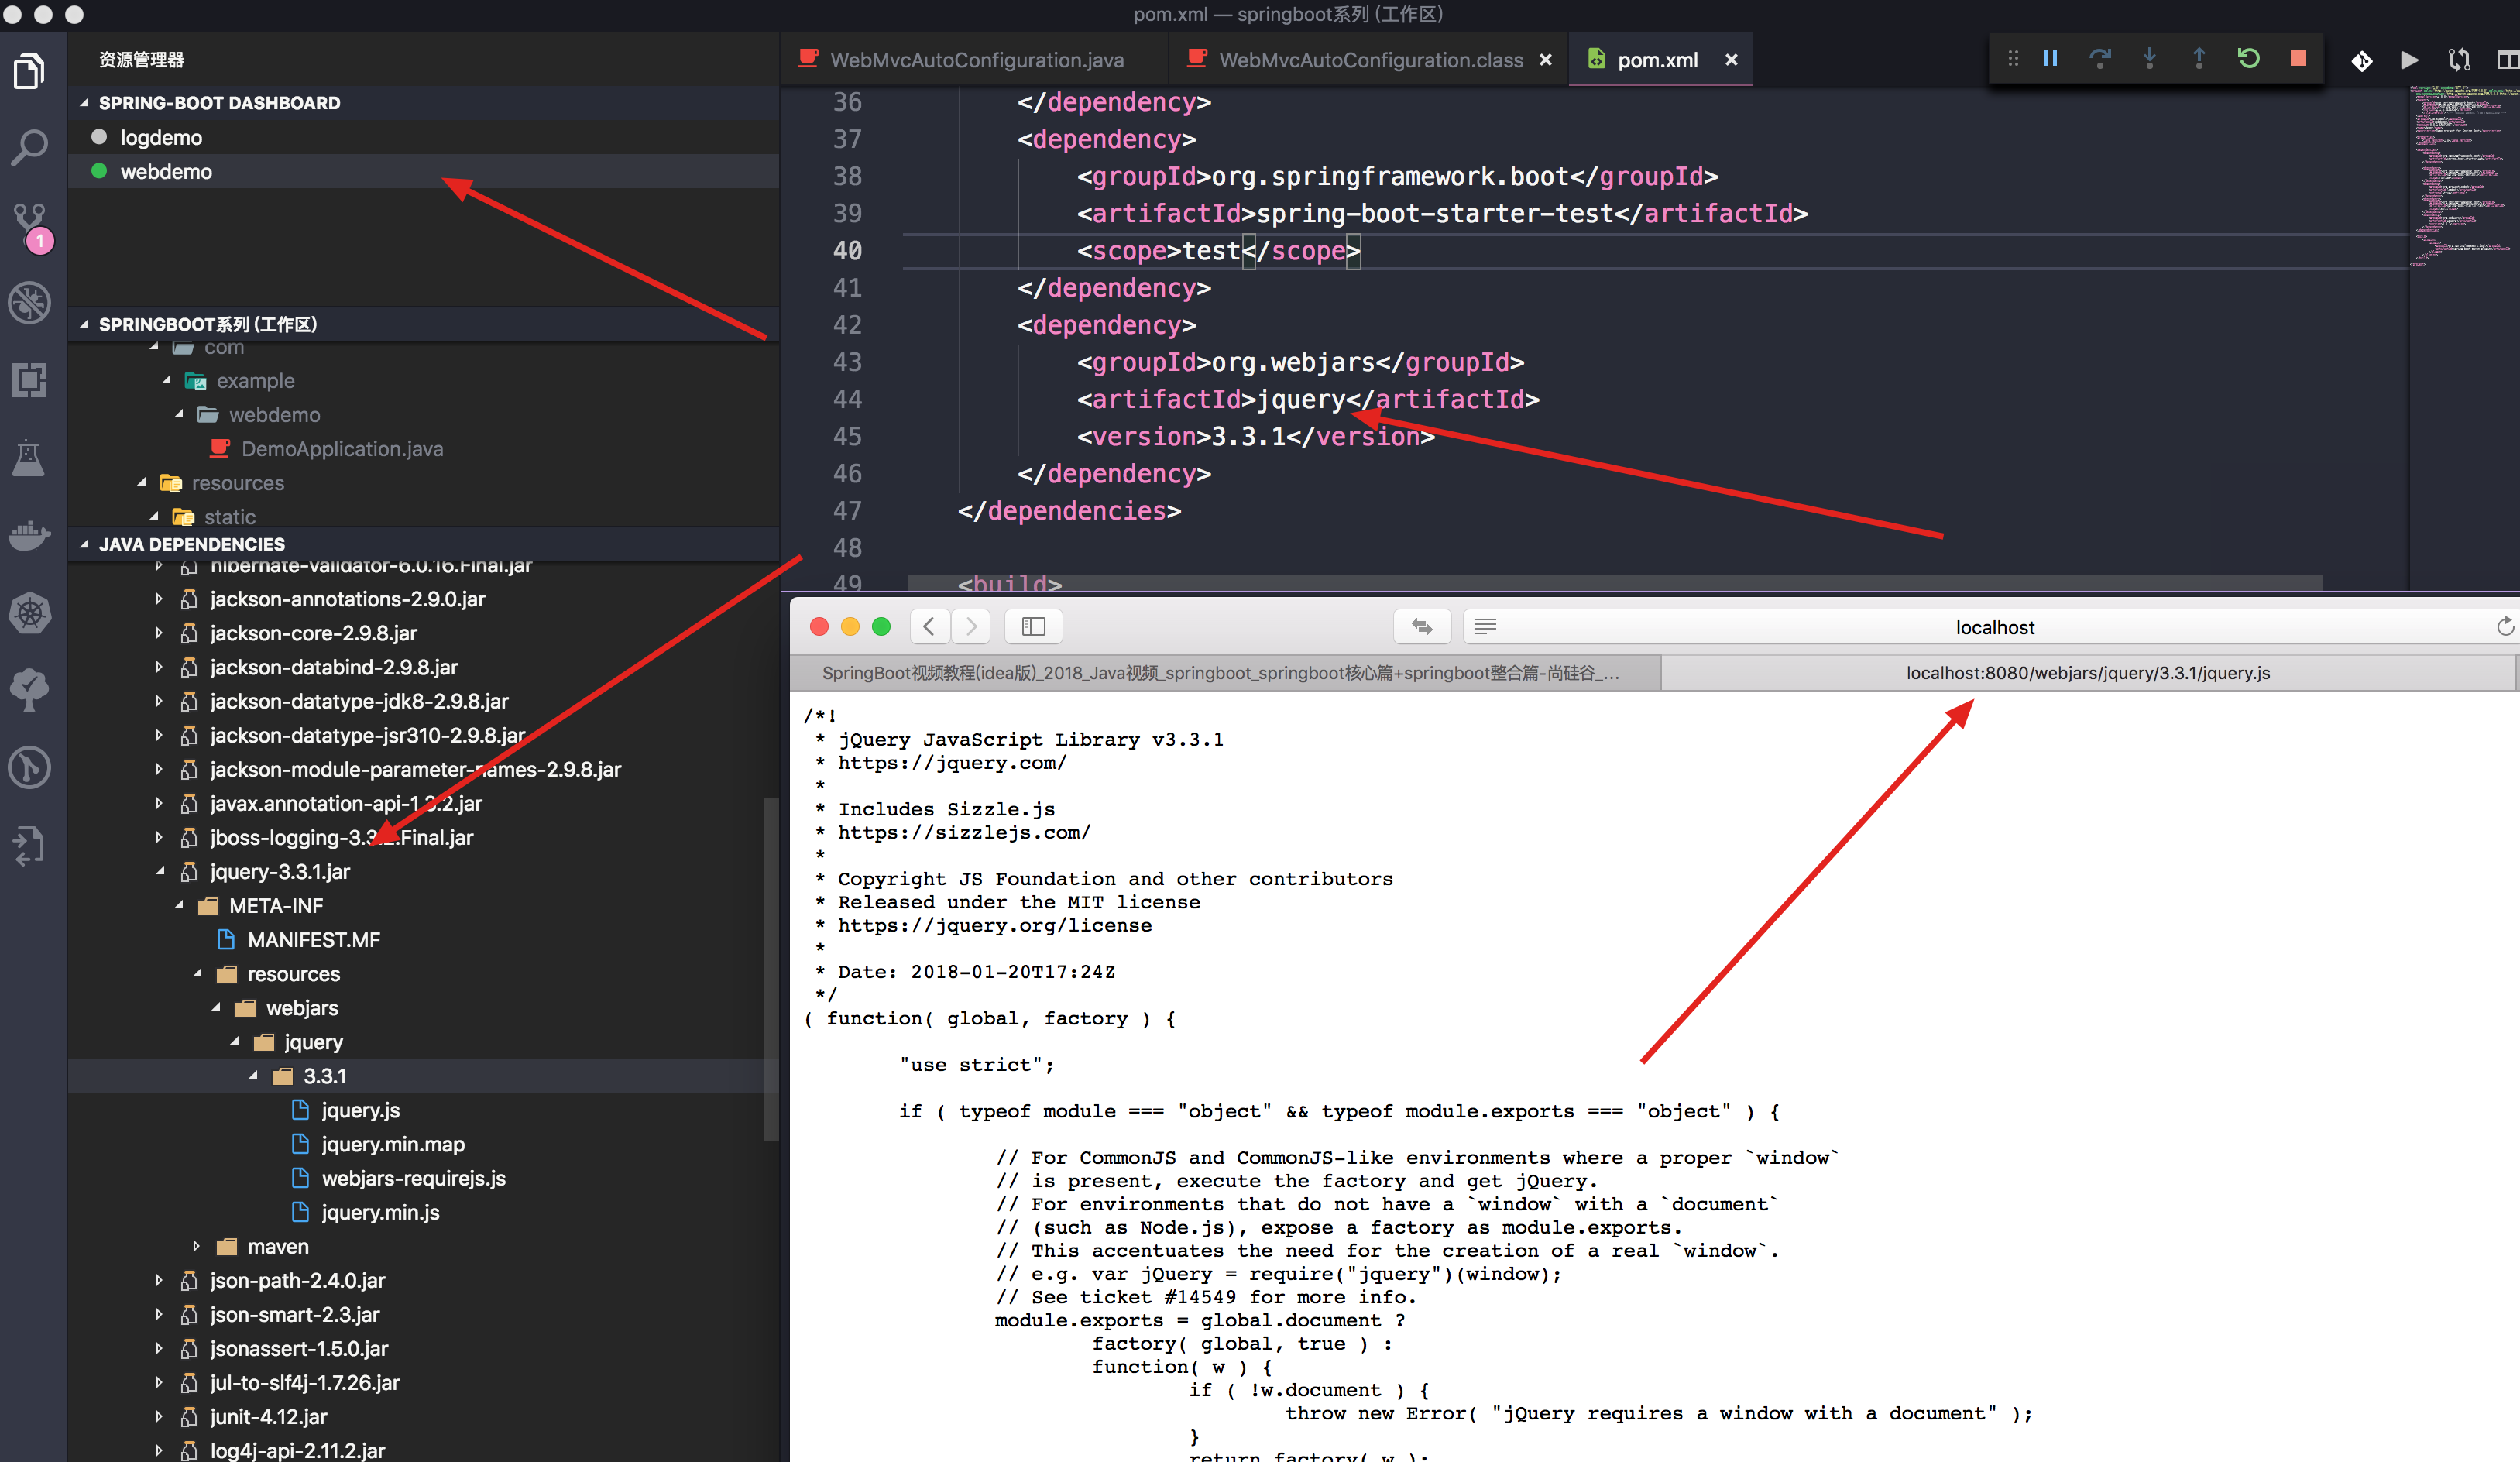 pom.xml — springboot系列 (工作区)
资源管理器
SPRING-BOOT DASHBOARD
logdemo
webdemo
1
SPRINGBOOT系列 (工作区)
com
example
webdemo
DemoApplication.java
resources
static
JAVA DEPENDENCIES
hibernate-validator-6.0.16.Final.jar
jackson-annotations-2.9.0.jar
jackson-core-2.9.8.jar
jackson-databind-2.9.8.jar
jackson-datatype-jdk8-2.9.8.jar
jackson-datatype-jsr310-2.9.8.jar
jackson-module-parameter-names-2.9.8.jar
javax.annotation-api-1.3.2.jar
jboss-logging-3.3.2.Final.jar
jquery-3.3.1.jar
META-INF
MANIFEST.MF
resources
webjars
jquery
3.3.1
jquery.js
jquery.min.map
webjars-requirejs.js
jquery.min.js
maven
json-path-2.4.0.jar
json-smart-2.3.jar
jsonassert-1.5.0.jar
jul-to-slf4j-1.7.26.jar
junit-4.12.jar
log4j-api-2.11.2.jar
WebMvcAutoConfiguration.java
WebMvcAutoConfiguration.class
pom.xml
36 </dependency>
37 <dependency>
38 <groupId>org.springframework.boot</groupId>
39 <artifactId>spring-boot-starter-test</artifactId>
40 <scope>test</scope>
41 </dependency>
42 <dependency>
43 <groupId>org.webjars</groupId>
44 <artifactId>jquery</artifactId>
45 <version>3.3.1</version>
46 </dependency>
47 </dependencies>
48
49 <build>
localhost
SpringBoot视频教程(idea版)_2018_Java视频_springboot_springboot核心篇+springboot整合篇-尚硅谷_...
localhost:8080/webjars/jquery/3.3.1/jquery.js
/*!
* jQuery JavaScript Library v3.3.1
* https://jquery.com/
*
* Includes Sizzle.js
* https://sizzlejs.com/
*
* Copyright JS Foundation and other contributors
* Released under the MIT license
* https://jquery.org/license
*
* Date: 2018-01-20T17:24Z
*/
( function( global, factory ) {
"use strict";
if ( typeof module === "object" && typeof module.exports === "object" ) {
// For CommonJS and CommonJS-like environments where a proper `window`
// is present, execute the factory and get jQuery.
// For environments that do not have a `window` with a `document`
// (such as Node.js), expose a factory as module.exports.
// This accentuates the need for the creation of a real `window`.
// e.g. var jQuery = require("jquery")(window);
// See ticket #14549 for more info.
module.exports = global.document ?
factory( global, true ) :
function( w ) {
if ( !w.document ) {
throw new Error( "jQuery requires a window with a document" );
}
return factory( w );